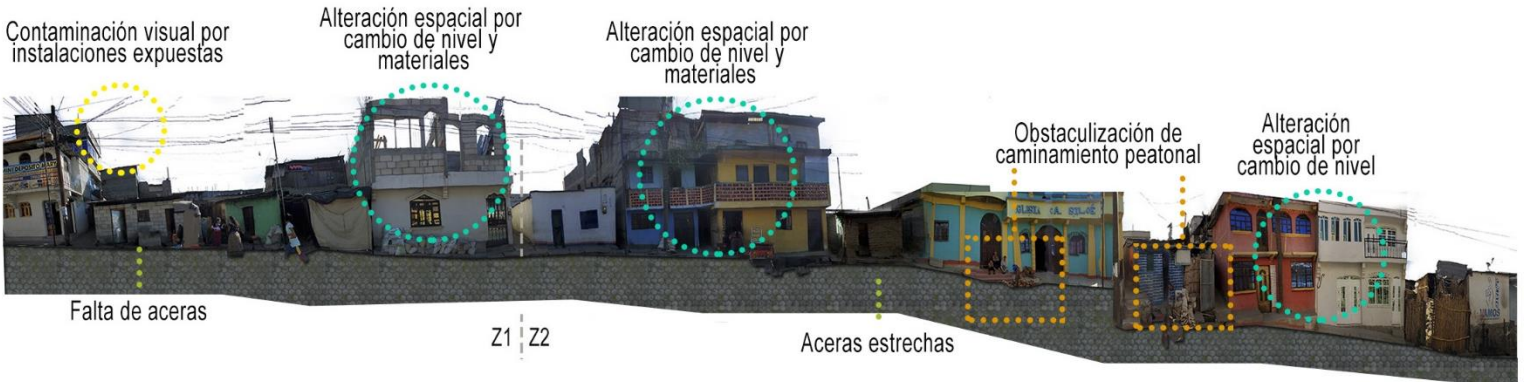 Contaminación visual por
instalaciones expuestas
Alteración espacial por
cambio de nivel y
materiales
Alteración espacial por
cambio de nivel y
materiales
Obstaculización de
caminamiento peatonal
Alteración
espacial por
cambio de nivel
Falta de aceras
Z1
Z2
Aceras estrechas
VAMOS